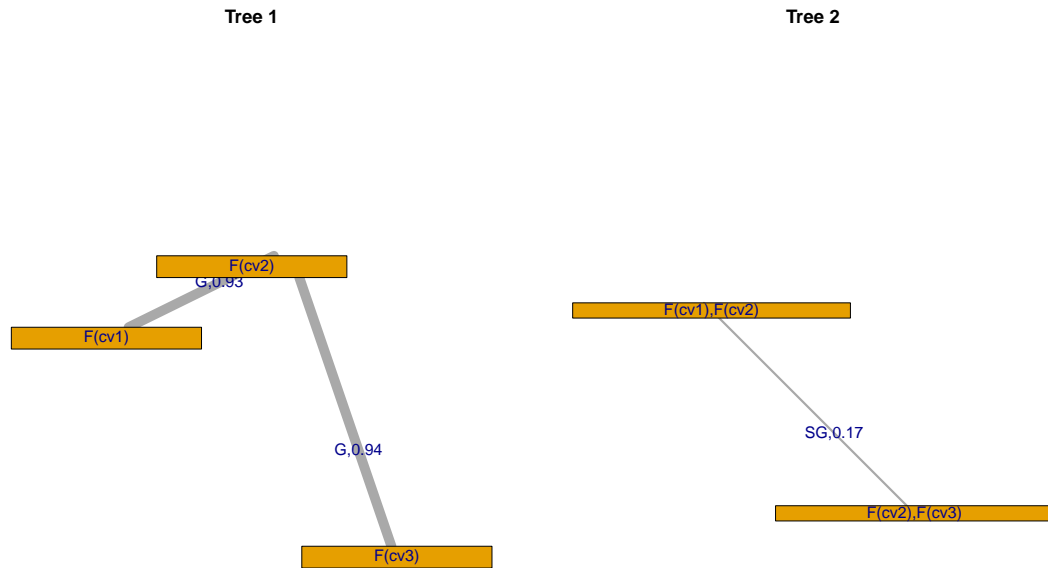 Tree 1
Tree 2
F(cv2)
G,0.93
F(cv1)
G,0.94
F(cv3)
F(cv1),F(cv2)
SG,0.17
F(cv2),F(cv3)